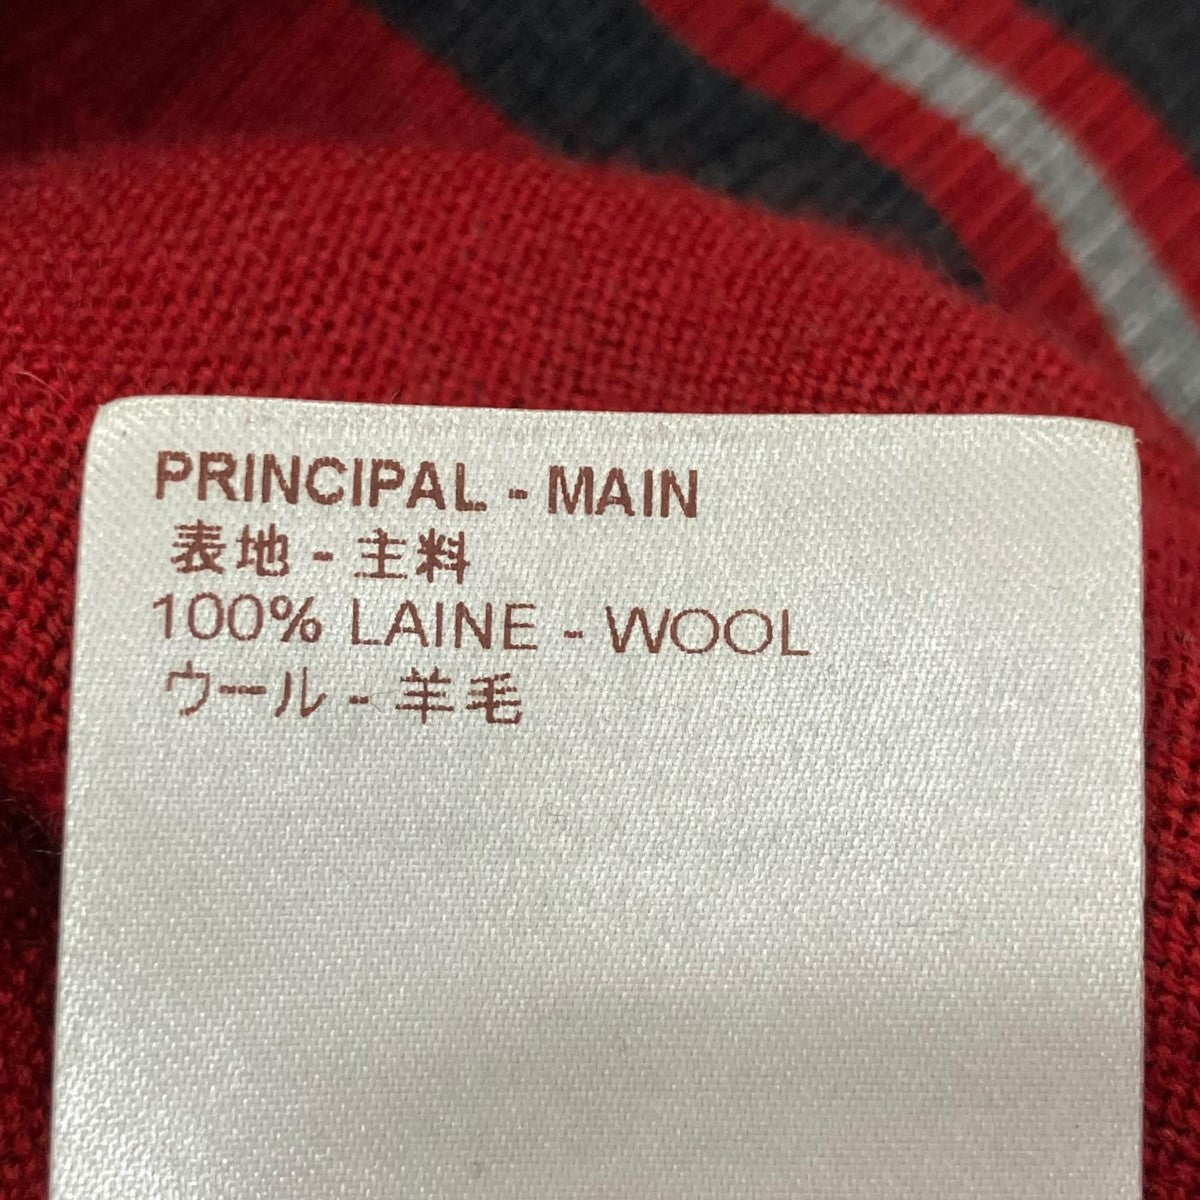 PRINCIPAL - MAIN
表地 - 主料
100% LAINE - WOOL
ウール - 羊毛